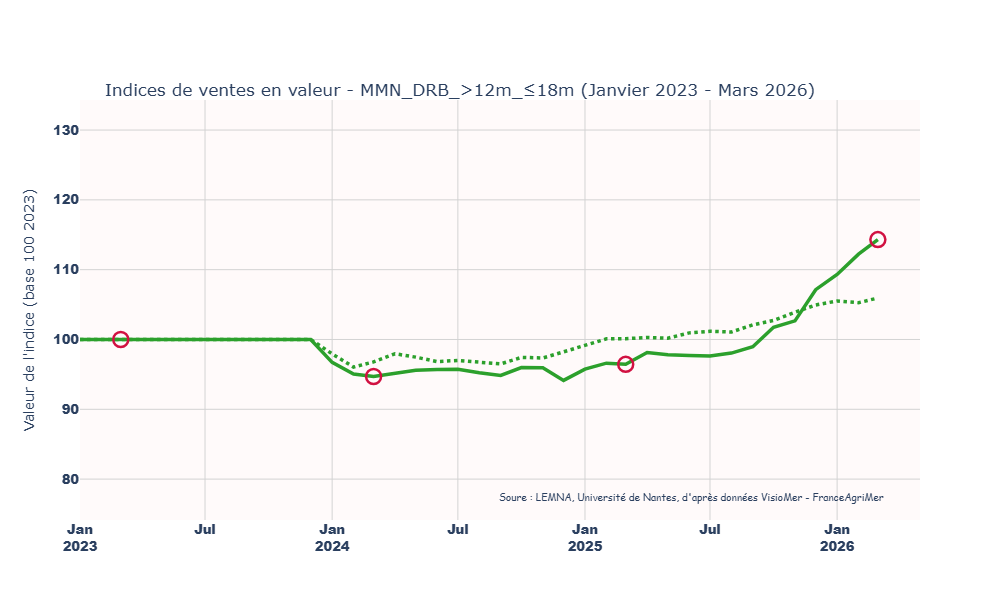 Indices de ventes en valeur - MMN_DRB_>12m_≤18m (Janvier 2023 - Mars 2026)
Valeur de l'indice (base 100 2023)
130
120
110
100
90
80
Soure : LEMNA, Université de Nantes, d'après données VisioMer - FranceAgriMer
Jan Jul Jan Jul Jan Jul Jan
2023 2024 2025 2026